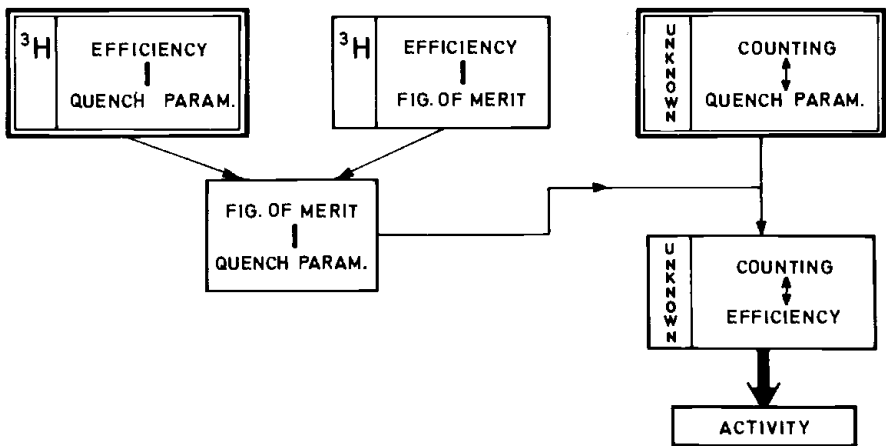 ³H
EFFICIENCY
QUENCH PARAM.
³H
EFFICIENCY
FIG. OF MERIT
UNKNOWN
COUNTING
QUENCH PARAM.
FIG. OF MERIT
QUENCH PARAM.
UNKNOWN
COUNTING
EFFICIENCY
ACTIVITY